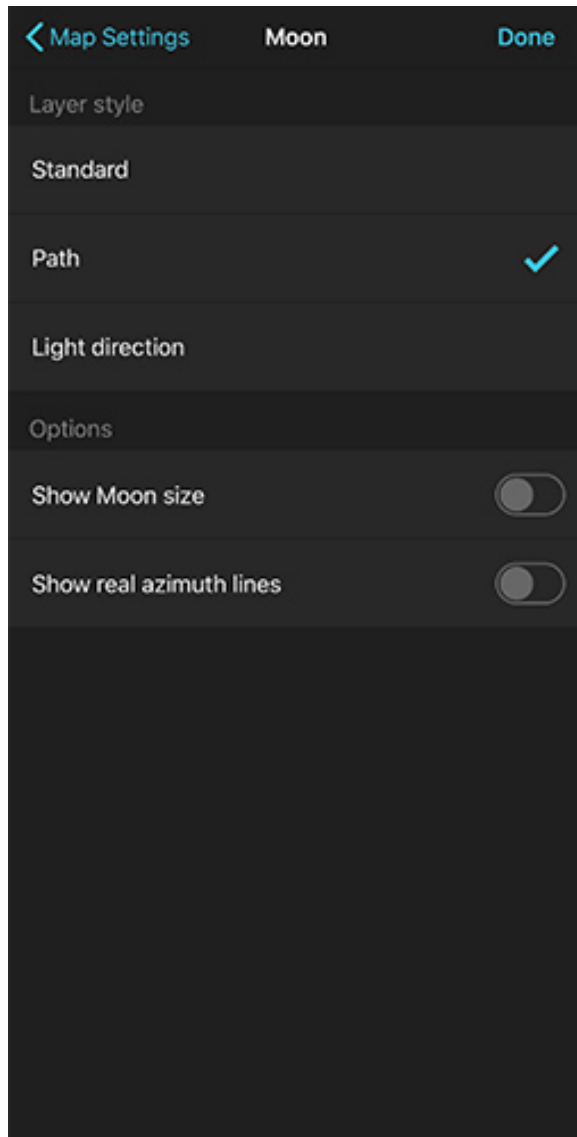 Map Settings Moon Done
Layer style
Standard
Path
Light direction
Options
Show Moon size
Show real azimuth lines